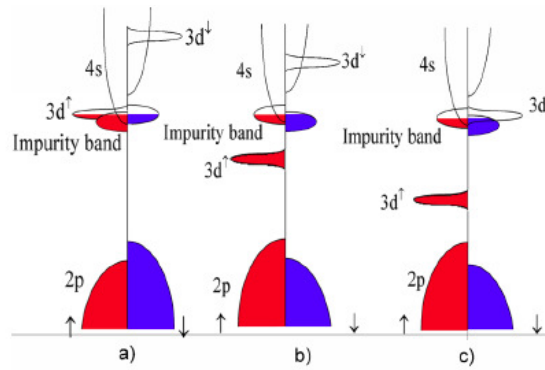 3d↓
4s
3d↑
Impurity band
2p
↑
↓
a)
3d↓
4s
Impurity band
3d↑
2p
↑
↓
b)
4s
3d
Impurity band
3d↑
2p
↑
↓
c)